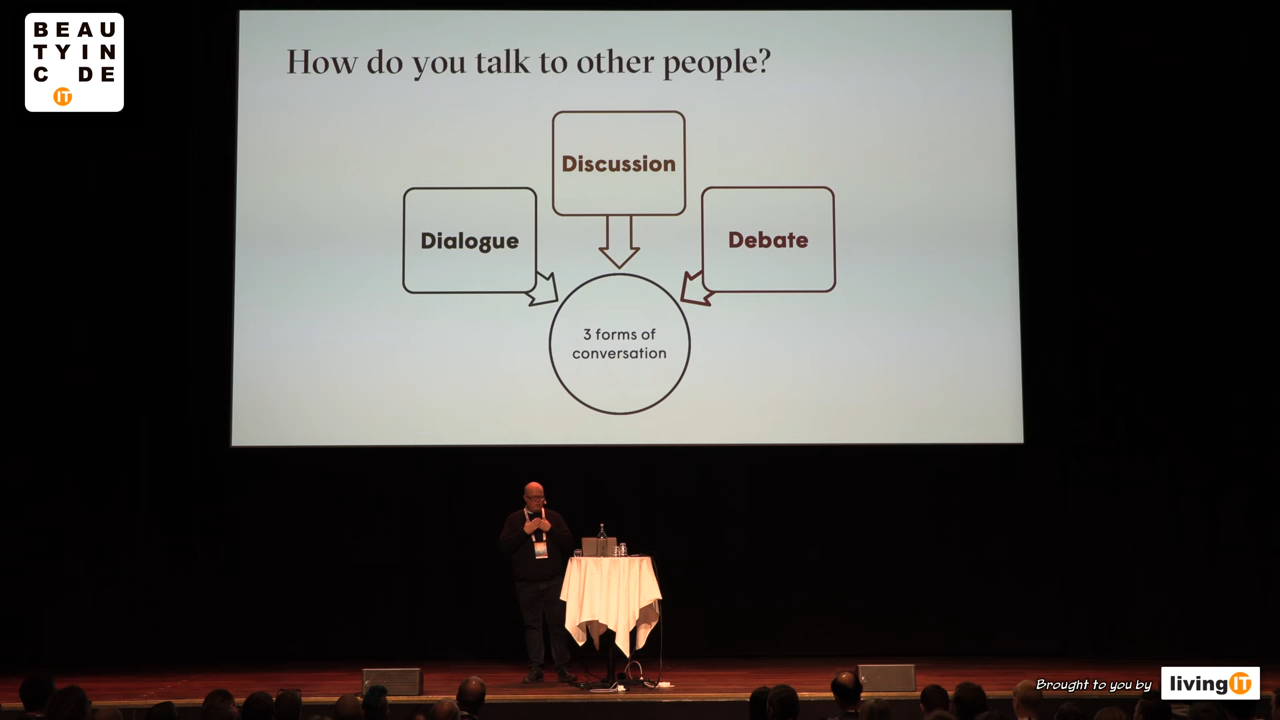 BEAU
TYIN
C DE
IT
How do you talk to other people?
Discussion
Dialogue
Debate
3 forms of
conversation
Brought to you by
livingIT